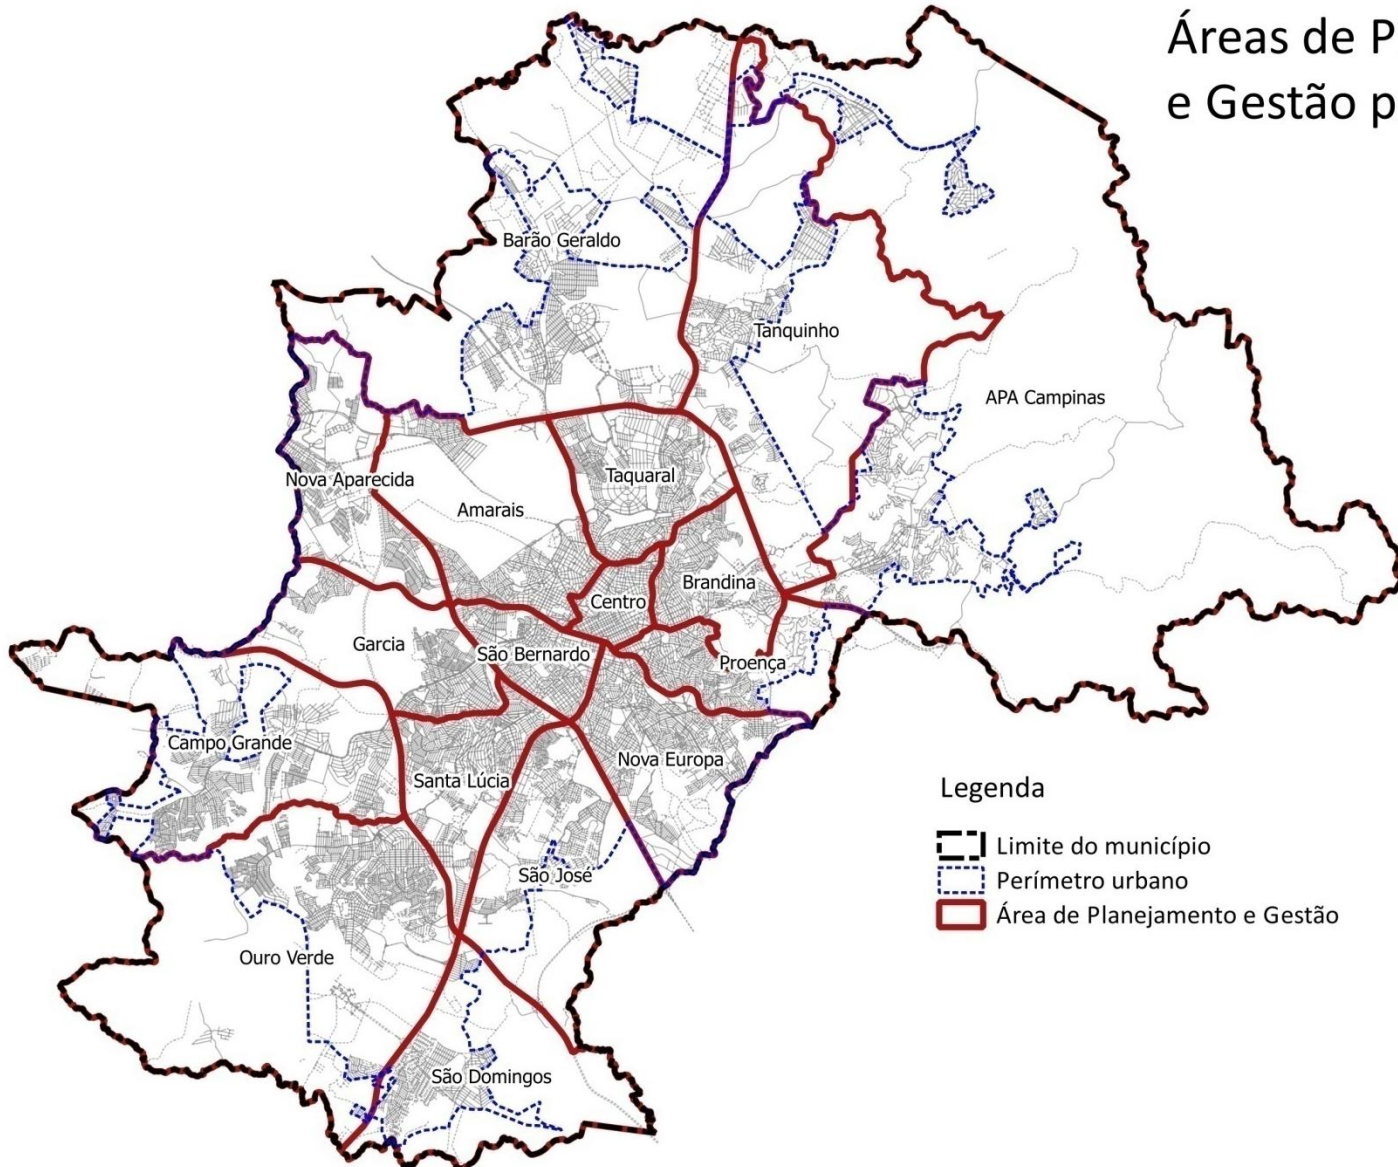 Áreas de P
e Gestão p
Barão Geraldo
Tanquinho
APA Campinas
Nova Aparecida
Taquaral
Amarais
Brandina
Centro
Garcia
São Bernardo
Proença
Campo Grande
Nova Europa
Santa Lúcia
São José
Ouro Verde
São Domingos
Legenda
Limite do município
Perímetro urbano
Área de Planejamento e Gestão